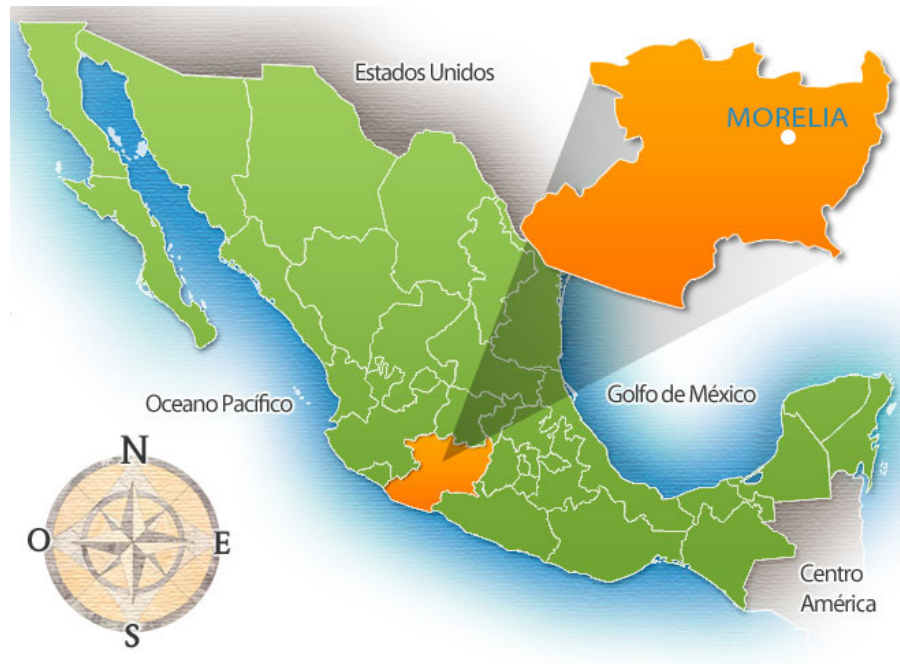 Estados Unidos
MORELIA
Oceano Pacífico
Golfo de México
N
O
E
S
Centro
América